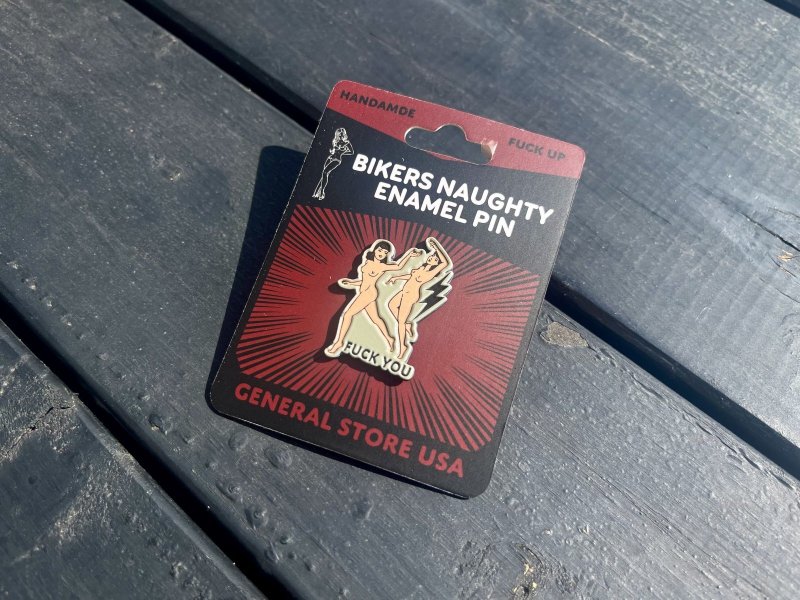 HANDAMDE
FUCK UP
BIKERS NAUGHTY
ENAMEL PIN
FUCK YOU
GENERAL STORE USA